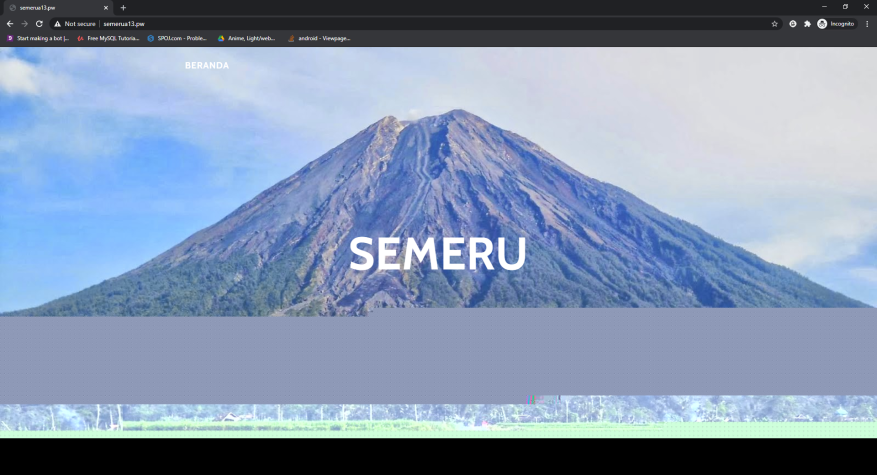 semerua13.pw
Not secure | semerua13.pw
Incognito
Start making a bot |...
Free MySQL Tutoria...
SPOJ.com - Proble...
Anime, Light/web...
android - Viewpage...
BERANDA
SEMERU